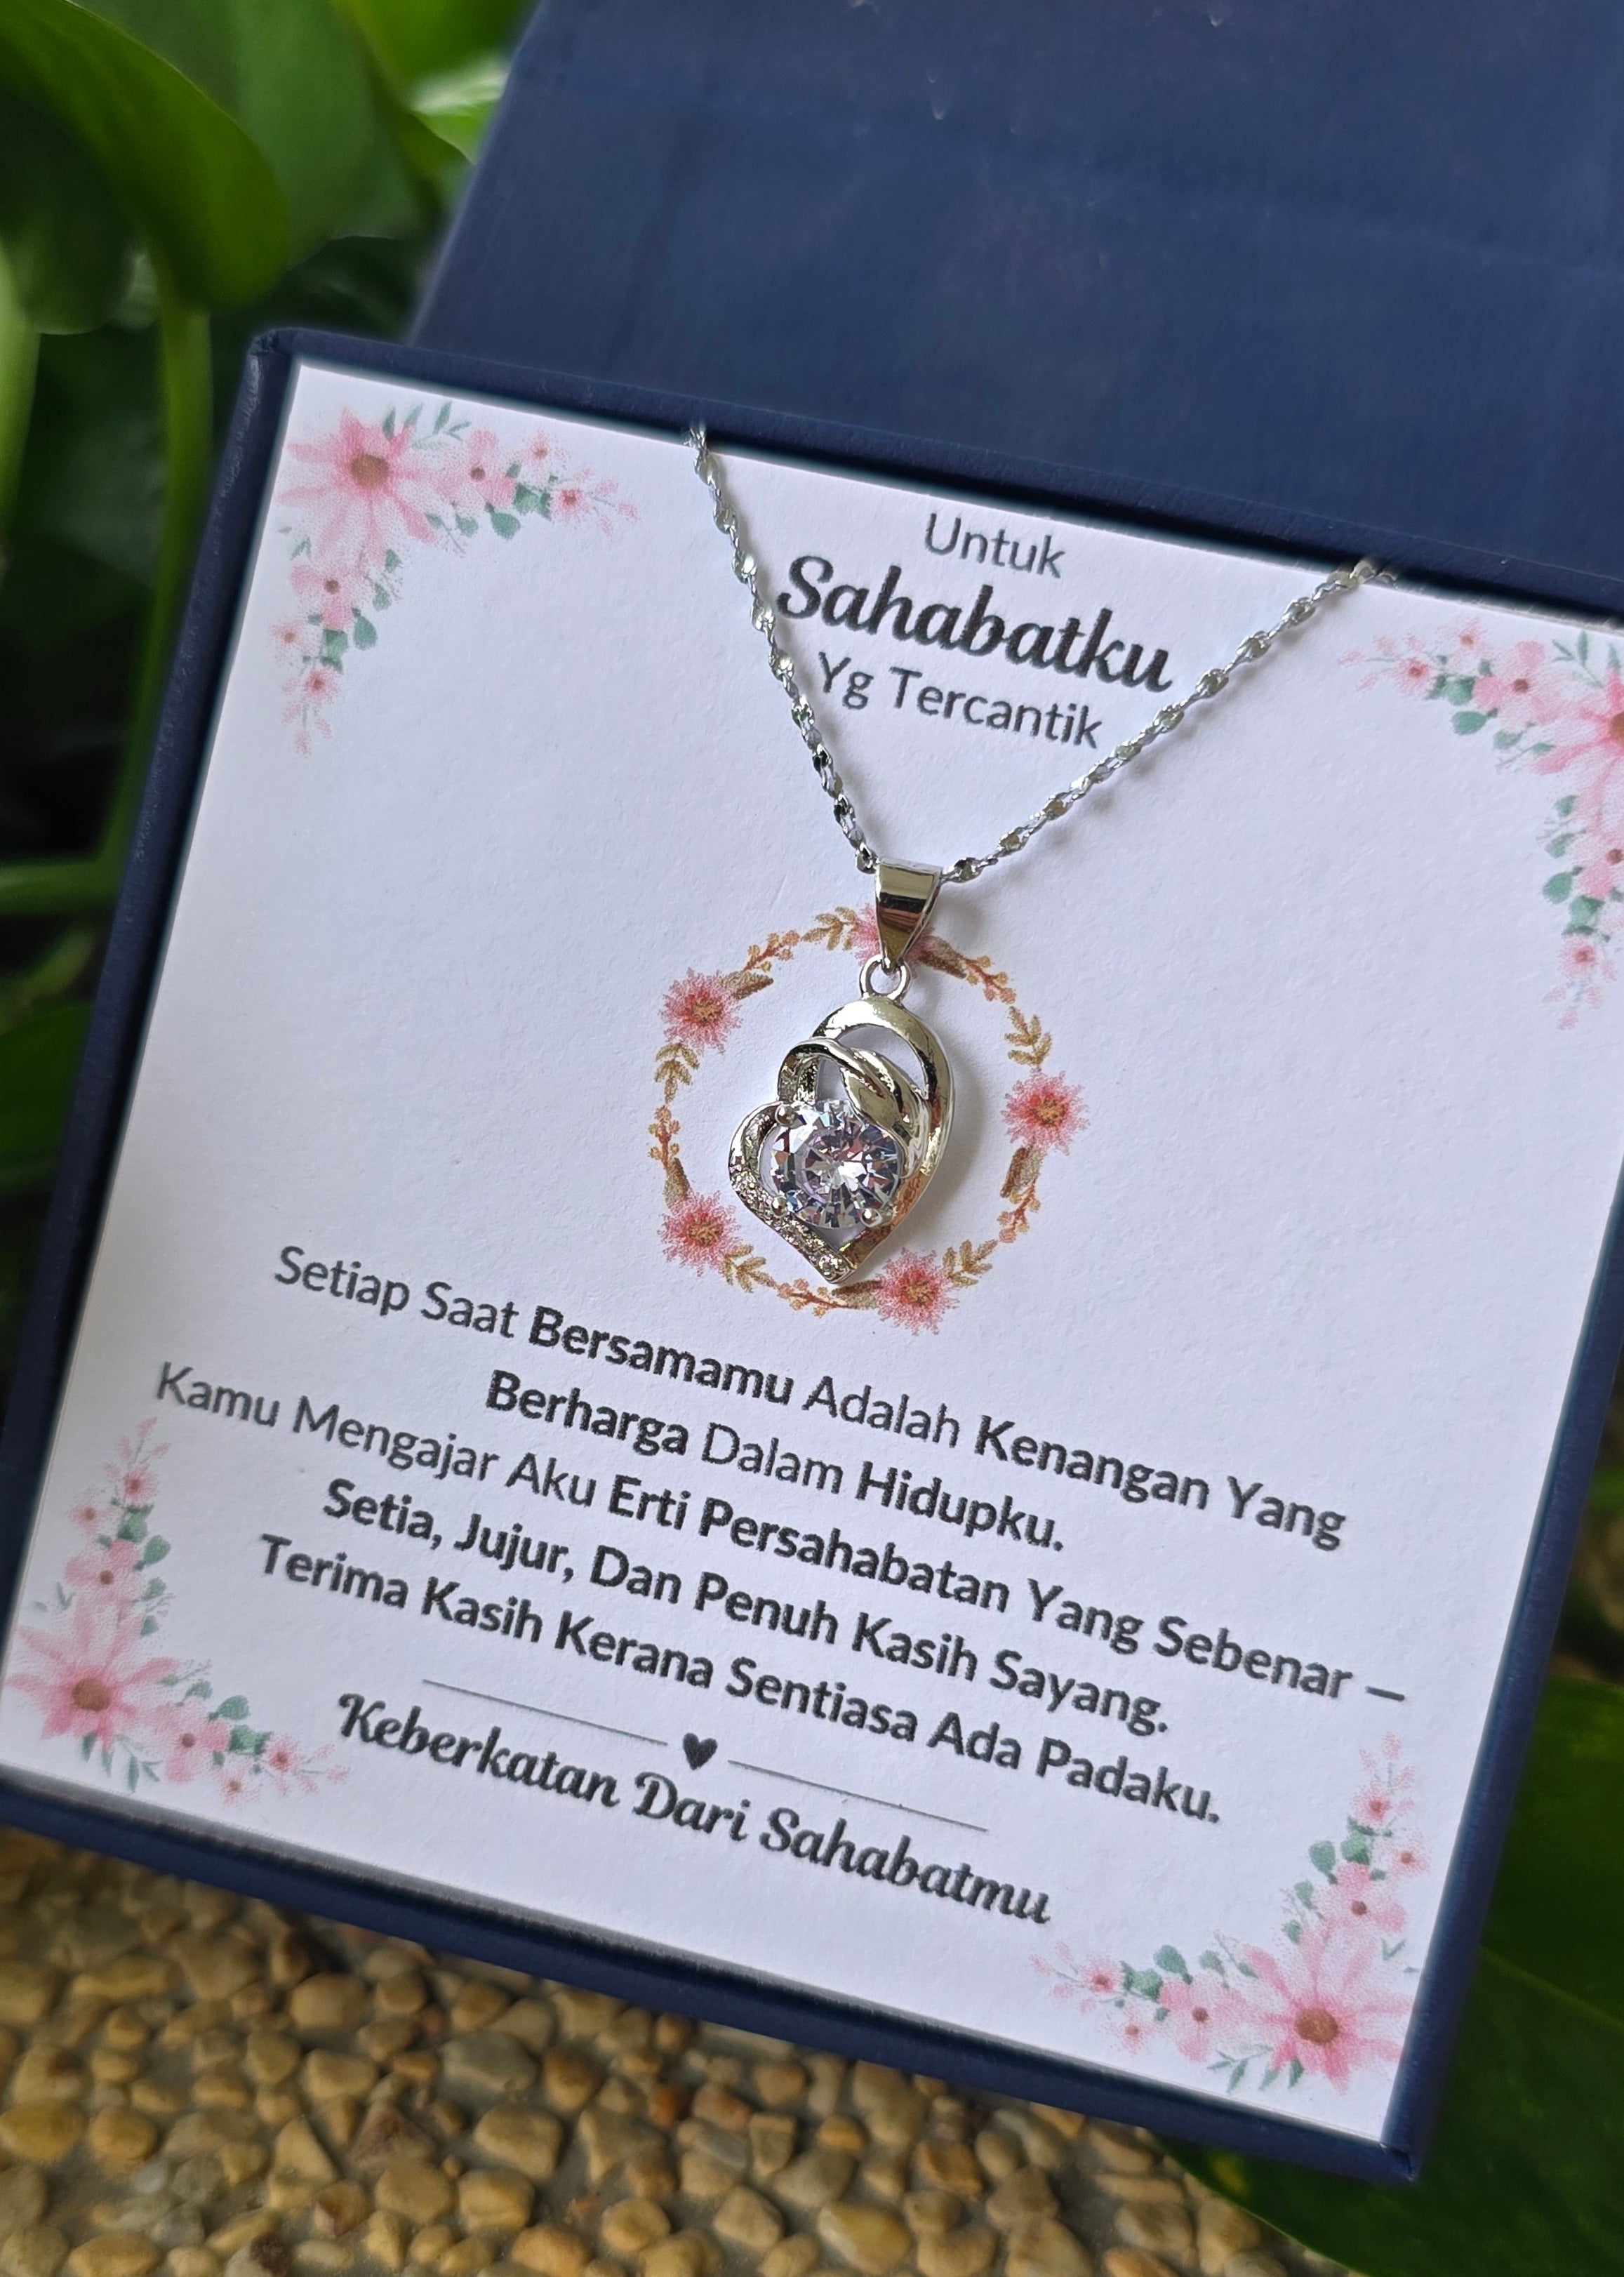 Untuk
Sahabatku
Yg Tercantik
Setiap Saat Bersamamu Adalah Kenangan Yang
Berharga Dalam Hidupku.
Kamu Mengajar Aku Erti Persahabatan Yang Sebenar —
Setia, Jujur, Dan Penuh Kasih Sayang.
Terima Kasih Kerana Sentiasa Ada Padaku.
Keberkatan Dari Sahabatmu